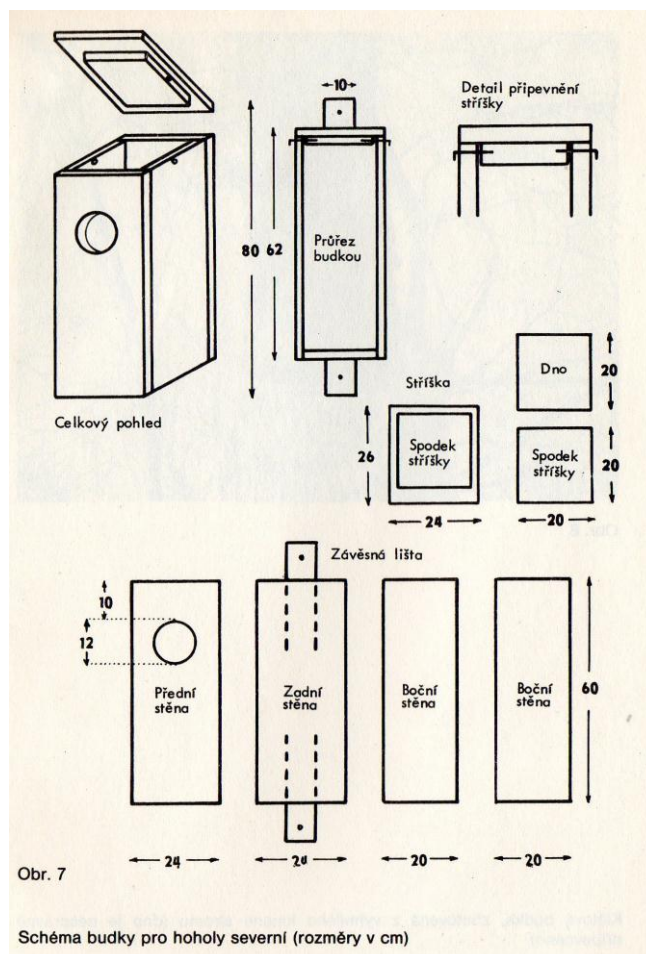 10
Detail připevnění
stříšky
80
62
Průřez
budkou
Celkový pohled
Dno
20
Stříška
26
Spodek
stříšky
24
Spodek
stříšky
20
20
Závěsná lišta
10
12
Přední
stěna
Zadní
stěna
Boční
stěna
Boční
stěna
60
24
20
20
Obr. 7
Schéma budky pro hoholy severní (rozměry v cm)